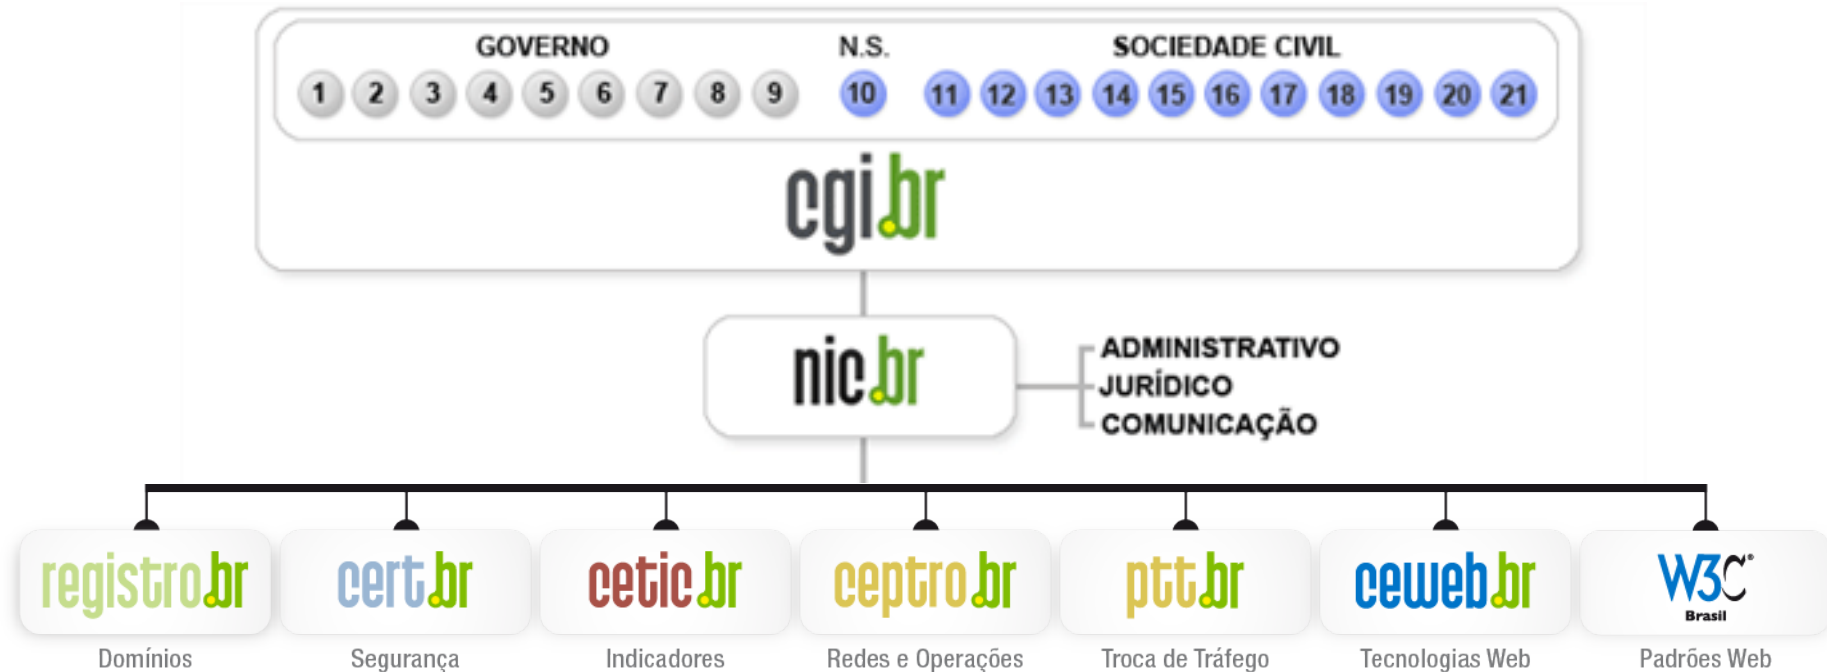 GOVERNO N.S. SOCIEDADE CIVIL
1 2 3 4 5 6 7 8 9 10 11 12 13 14 15 16 17 18 19 20 21
cgi.br
nic.br
ADMINISTRATIVO
JURÍDICO
COMUNICAÇÃO
registro.br cert.br cetic.br ceptro.br ptt.br ceweb.br W3C®
Brasil
Domínios Segurança Indicadores Redes e Operações Troca de Tráfego Tecnologias Web Padrões Web